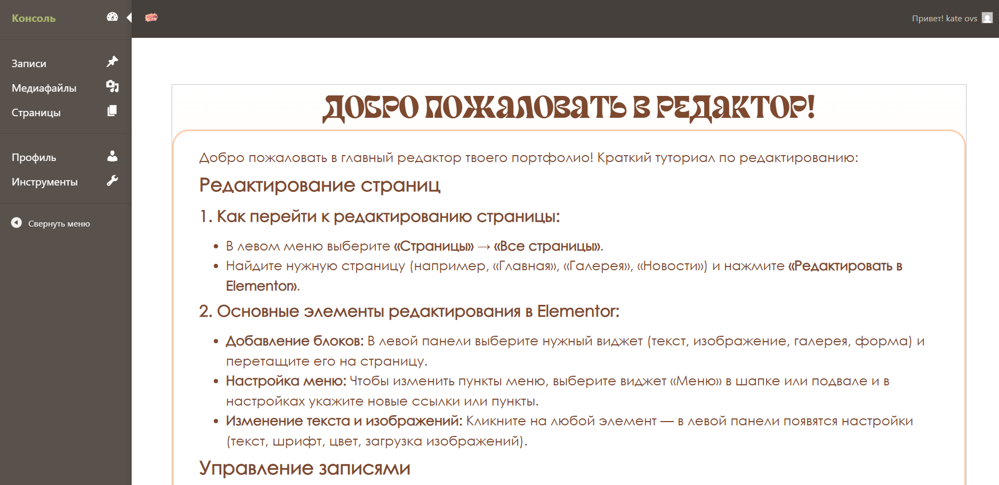 Консоль
Привет! kate ovs
Записи
Медиафайлы
Страницы
Профиль
Инструменты
Свернуть меню
ДОБРО ПОЖАЛОВАТЬ В РЕДАКТОР!
Добро пожаловать в главный редактор твоего портфолио! Краткий туториал по редактированию:
Редактирование страниц
1. Как перейти к редактированию страницы:
• В левом меню выберите «Страницы» → «Все страницы».
• Найдите нужную страницу (например, «Главная», «Галерея», «Новости») и нажмите «Редактировать в
Elementor».
2. Основные элементы редактирования в Elementor:
• Добавление блоков: В левой панели выберите нужный виджет (текст, изображение, галерея, форма) и
перетащите его на страницу.
• Настройка меню: Чтобы изменить пункты меню, выберите виджет «Меню» в шапке или подвале и в
настройках укажите новые ссылки или пункты.
• Изменение текста и изображений: Кликните на любой элемент — в левой панели появятся настройки
(текст, шрифт, цвет, загрузка изображений).
Управление записями